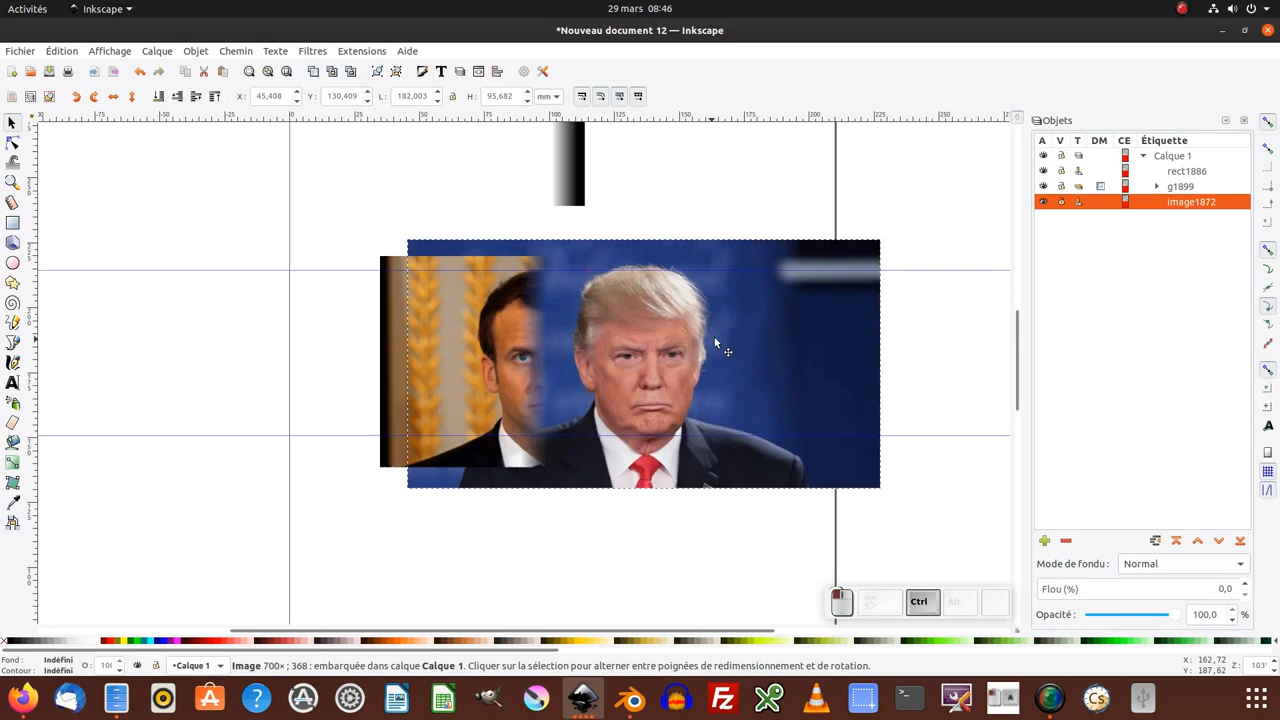 Activités
Inkscape
29 mars 08:46
*Nouveau document 12 — Inkscape
Fichier Édition Affichage Calque Objet Chemin Texte Filtres Extensions Aide
X: 45,408 Y: 130,409 L: 182,003 H: 95,682 mm
Objets
A V T DM CE Étiquette
Calque 1
rect1886
g1899
image1872
Mode de fondu : Normal
Flou (%) 0,0
Opacité : 100,0 %
Ctrl Alt
Fond : Indéfini
Contour : Indéfini
O:
•Calque 1
Image 700× ; 368 : embarquée dans calque Calque 1. Cliquer sur la sélection pour alterner entre poignées de redimensionnement et de rotation.
X: 162,72
Y: 187,62
Z: